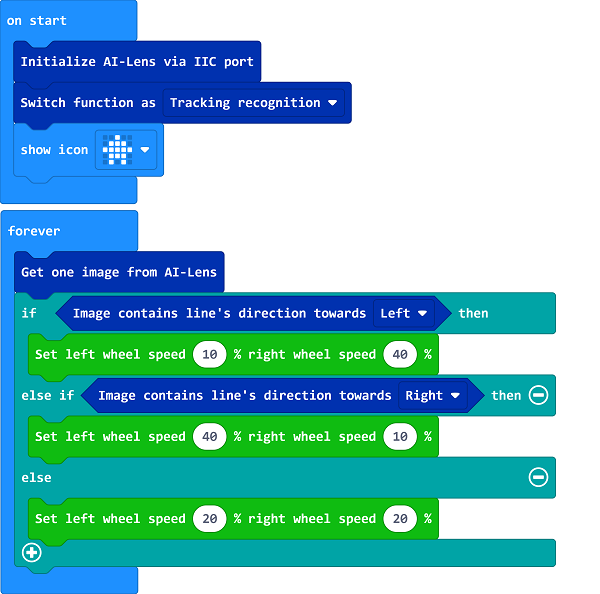 on start
Initialize AI-Lens via IIC port
Switch function as Tracking recognition
show icon
forever
Get one image from AI-Lens
if Image contains line's direction towards Left then
Set left wheel speed 10 % right wheel speed 40 %
else if Image contains line's direction towards Right then
Set left wheel speed 40 % right wheel speed 10 %
else
Set left wheel speed 20 % right wheel speed 20 %